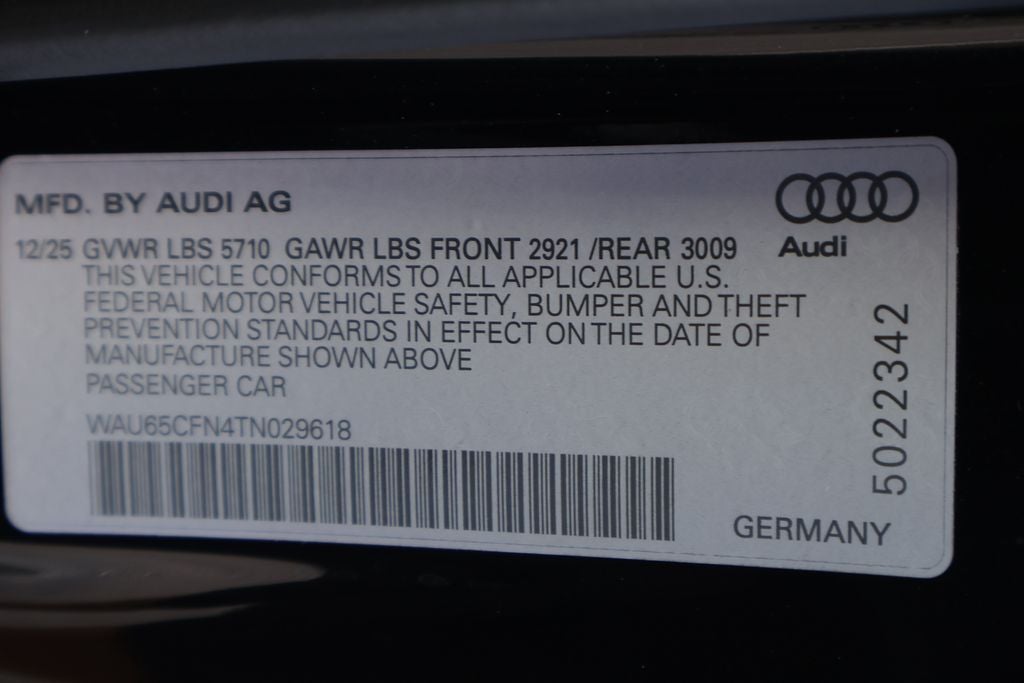 MFD. BY AUDI AG
Audi
12/25 GVWR LBS 5710 GAWR LBS FRONT 2921 /REAR 3009
THIS VEHICLE CONFORMS TO ALL APPLICABLE U.S.
FEDERAL MOTOR VEHICLE SAFETY, BUMPER AND THEFT
PREVENTION STANDARDS IN EFFECT ON THE DATE OF
MANUFACTURE SHOWN ABOVE
PASSENGER CAR
WAU65CFN4TN029618
5022342
GERMANY